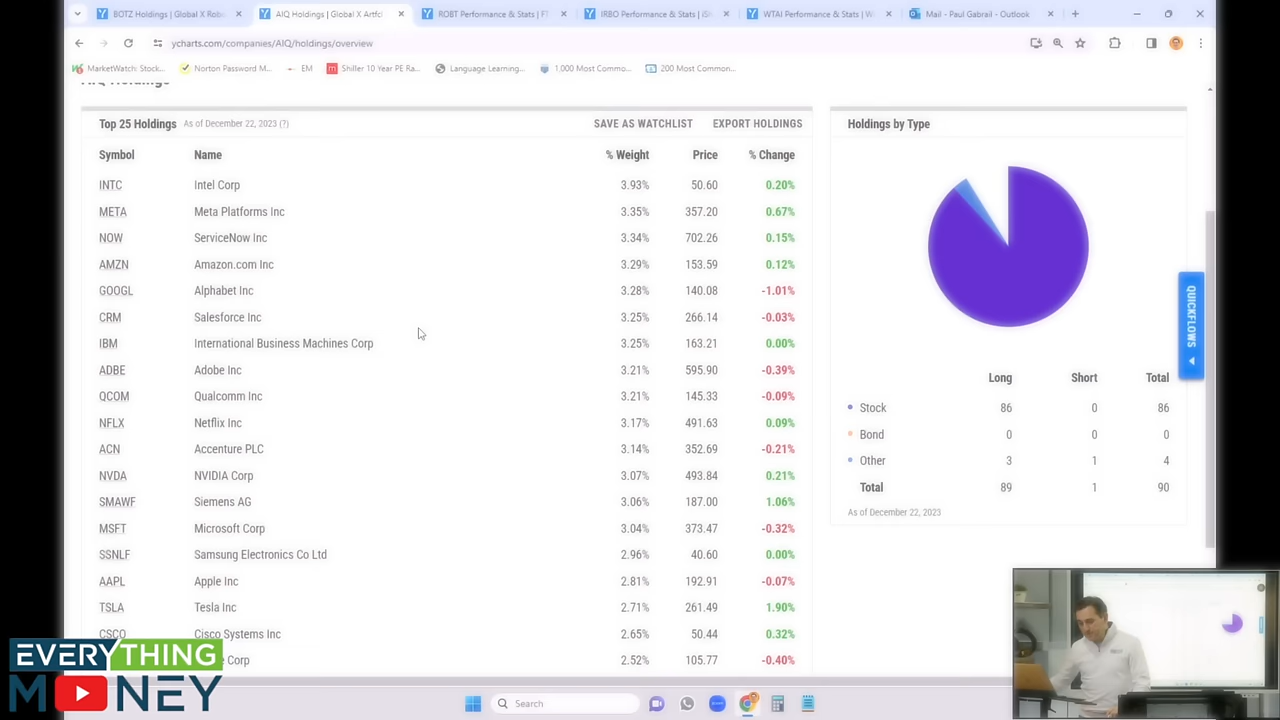 BOTZ Holdings | Global X Rob
AIQ Holdings | Global X Artfci
ROBT Performance & Stats | FT
IRBO Performance & Stats | iSh
WTAI Performance & Stats | W
Mail - Paul Gabrail - Outlook
ycharts.com/companies/AIQ/holdings/overview
MarketWatch: Stock...
Norton Password M...
EM
Shiller 10 Year PE Ra...
Language Learning...
1,000 Most Commo...
200 Most Common...
AIQ Holdings
Top 25 Holdings As of December 22, 2023 (?) SAVE AS WATCHLIST EXPORT HOLDINGS
Symbol Name % Weight Price % Change
INTC Intel Corp 3.93% 50.60 0.20%
META Meta Platforms Inc 3.35% 357.20 0.67%
NOW ServiceNow Inc 3.34% 702.26 0.15%
AMZN Amazon.com Inc 3.29% 153.59 0.12%
GOOGL Alphabet Inc 3.28% 140.08 -1.01%
CRM Salesforce Inc 3.25% 266.14 -0.03%
IBM International Business Machines Corp 3.25% 163.21 0.00%
ADBE Adobe Inc 3.21% 595.90 -0.39%
QCOM Qualcomm Inc 3.21% 145.33 -0.09%
NFLX Netflix Inc 3.17% 491.63 0.09%
ACN Accenture PLC 3.14% 352.69 -0.21%
NVDA NVIDIA Corp 3.07% 493.84 0.21%
SMAWF Siemens AG 3.06% 187.00 1.06%
MSFT Microsoft Corp 3.04% 373.47 -0.32%
SSNLF Samsung Electronics Co Ltd 2.96% 40.60 0.00%
AAPL Apple Inc 2.81% 192.91 -0.07%
TSLA Tesla Inc 2.71% 261.49 1.90%
CSCO Cisco Systems Inc 2.65% 50.44 0.32%
Corp 2.52% 105.77 -0.40%
Holdings by Type
Long Short Total
Stock 86 0 86
Bond 0 0 0
Other 3 1 4
Total 89 1 90
As of December 22, 2023
QUICKFLOWS
EVERYTHING
MONEY
Search